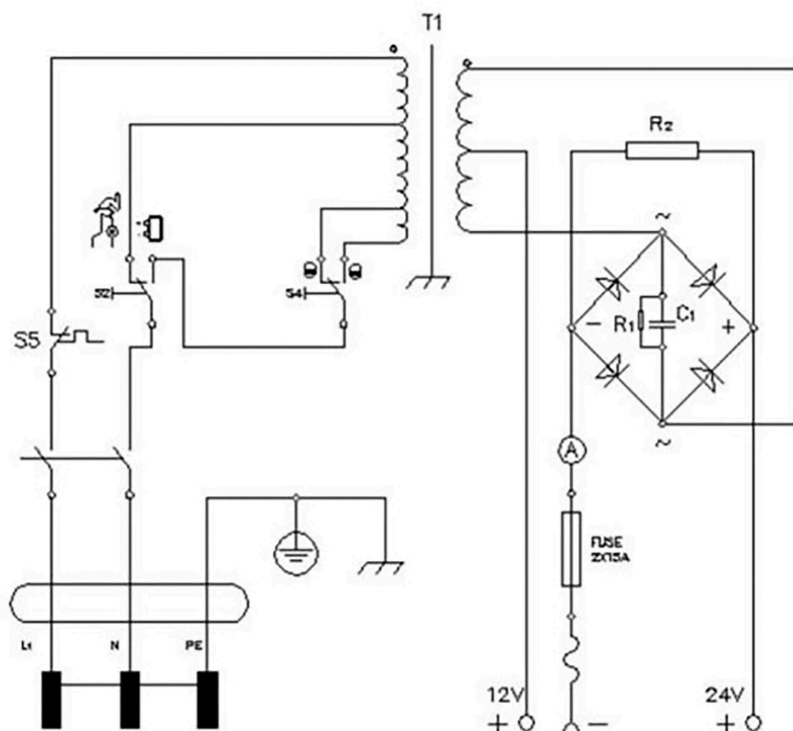 T1
R2
S2
S4
~
S5
−
R1
C1
+
~
A
FUSE
2X15A
L1
N
PE
12V
24V
+
−
+